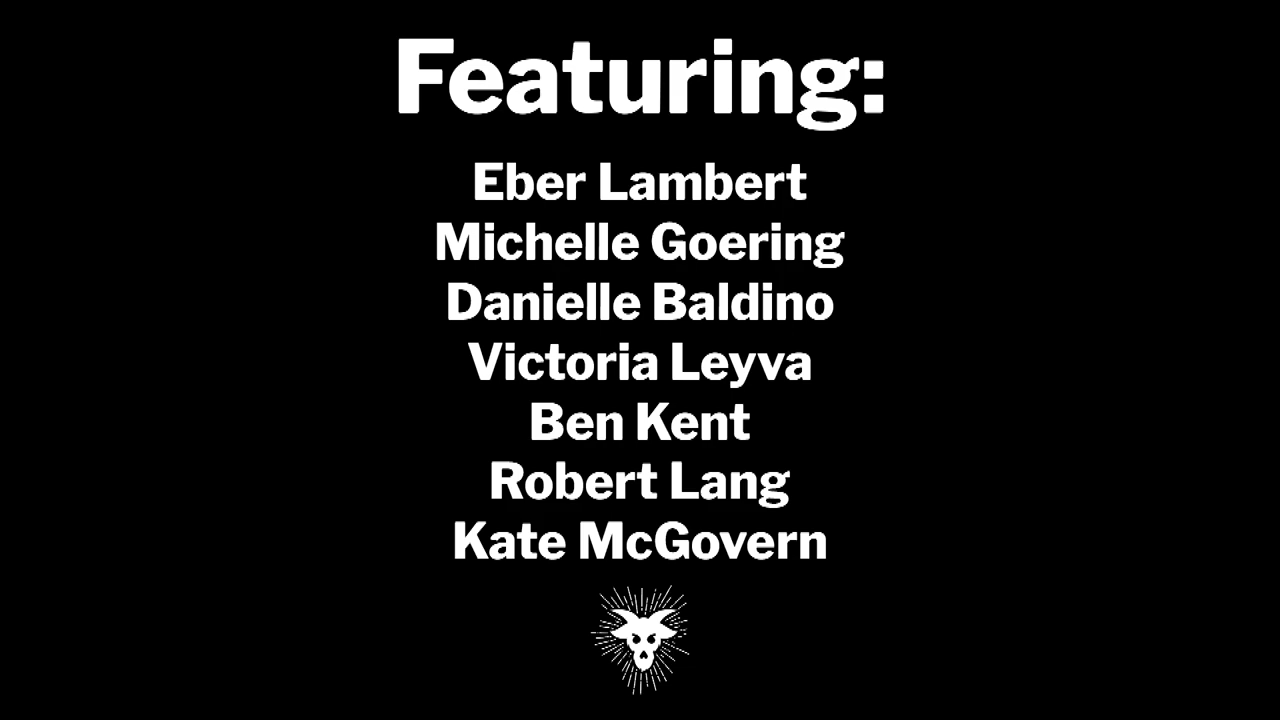 Featuring:
Eber Lambert
Michelle Goering
Danielle Baldino
Victoria Leyva
Ben Kent
Robert Lang
Kate McGovern